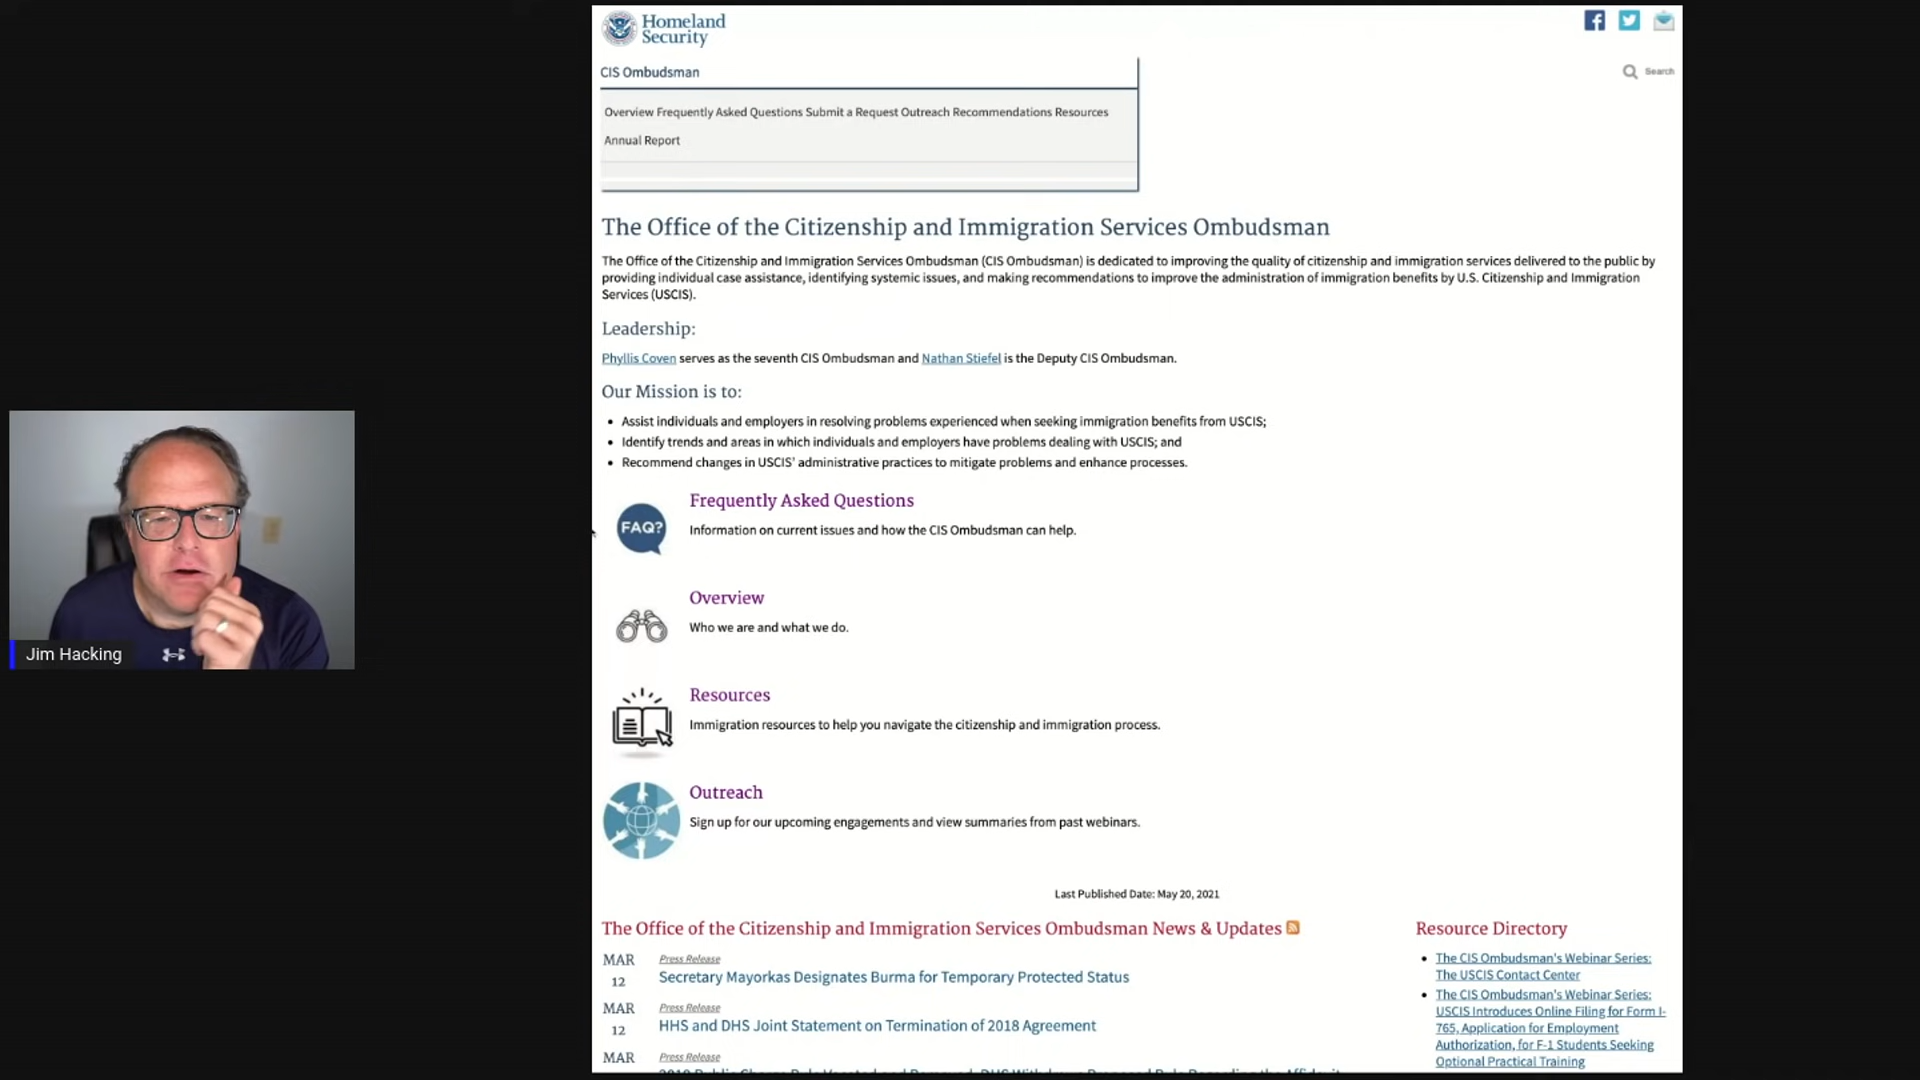 Homeland
Security
CIS Ombudsman
Search
Overview Frequently Asked Questions Submit a Request Outreach Recommendations Resources
Annual Report
The Office of the Citizenship and Immigration Services Ombudsman
The Office of the Citizenship and Immigration Services Ombudsman (CIS Ombudsman) is dedicated to improving the quality of citizenship and immigration services delivered to the public by
providing individual case assistance, identifying systemic issues, and making recommendations to improve the administration of immigration benefits by U.S. Citizenship and Immigration
Services (USCIS).
Leadership:
Phyllis Coven serves as the seventh CIS Ombudsman and Nathan Stiefel is the Deputy CIS Ombudsman.
Our Mission is to:
• Assist individuals and employers in resolving problems experienced when seeking immigration benefits from USCIS;
• Identify trends and areas in which individuals and employers have problems dealing with USCIS; and
• Recommend changes in USCIS' administrative practices to mitigate problems and enhance processes.
FAQ?
Frequently Asked Questions
Information on current issues and how the CIS Ombudsman can help.
Overview
Who we are and what we do.
Jim Hacking
Resources
Immigration resources to help you navigate the citizenship and immigration process.
Outreach
Sign up for our upcoming engagements and view summaries from past webinars.
Last Published Date: May 20, 2021
The Office of the Citizenship and Immigration Services Ombudsman News & Updates
MAR
12
Press Release
Secretary Mayorkas Designates Burma for Temporary Protected Status
MAR
12
Press Release
HHS and DHS Joint Statement on Termination of 2018 Agreement
MAR
Press Release
Resource Directory
• The CIS Ombudsman's Webinar Series:
The USCIS Contact Center
• The CIS Ombudsman's Webinar Series:
USCIS Introduces Online Filing for Form I-
765, Application for Employment
Authorization, for F-1 Students Seeking
Optional Practical Training